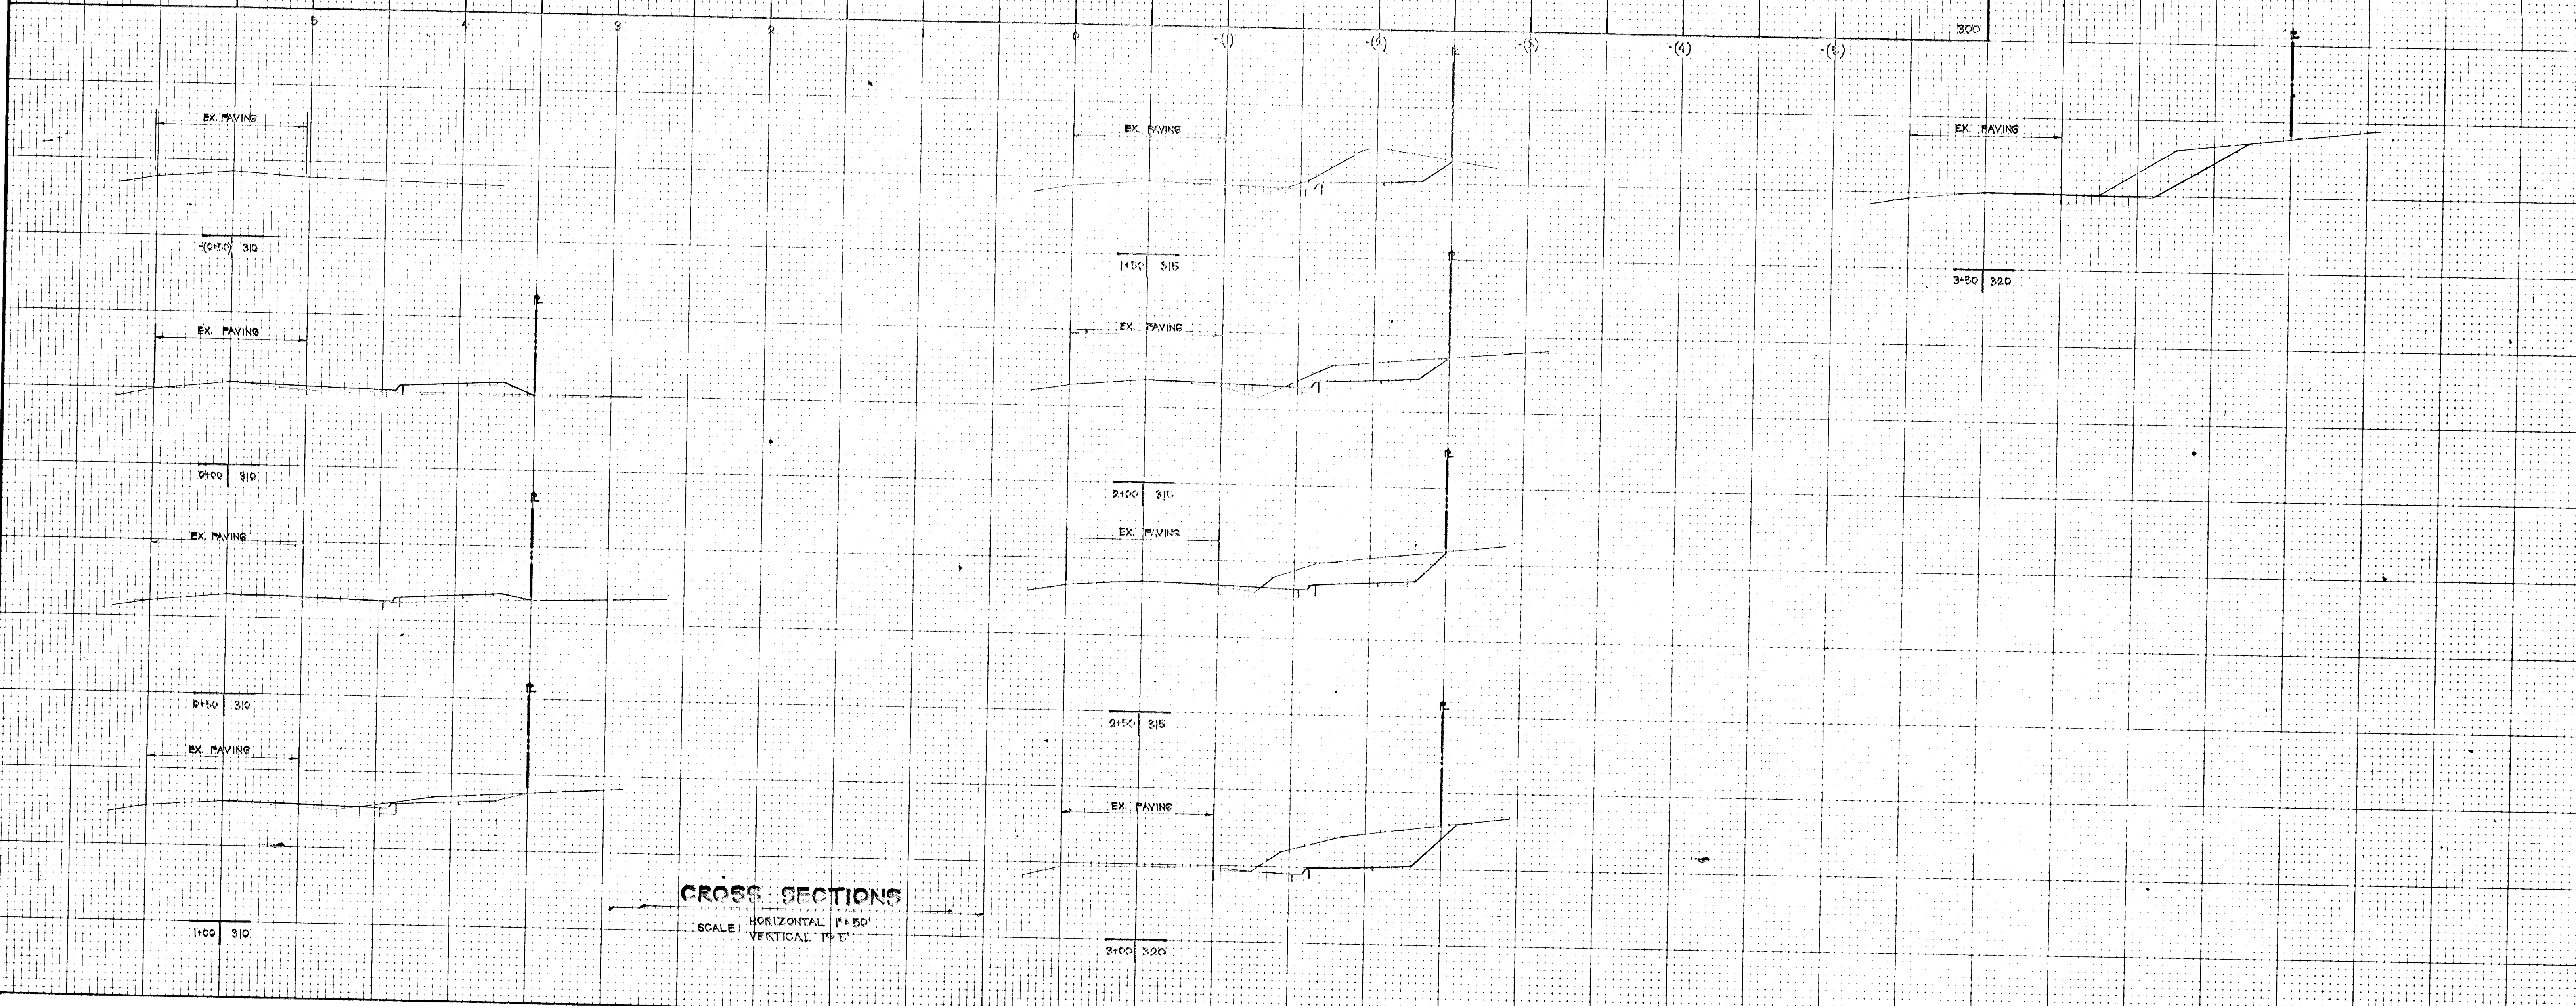 5 4 3 2 0 -(1) -(2) -(3) -(4) -(5) 300
℄
℄
EX. PAVING
-(0+50) 310
℄
EX. PAVING
0+00 310
℄
EX. PAVING
0+50 310
℄
EX. PAVING
1+00 310
EX. PAVING
1+50 315
℄
EX. PAVING
2+00 315
℄
EX. PAVING
2+50 315
℄
EX. PAVING
3+00 320
EX. PAVING
3+50 320
CROSS SECTIONS
SCALE: HORIZONTAL 1"=50'
VERTICAL 1"=5'